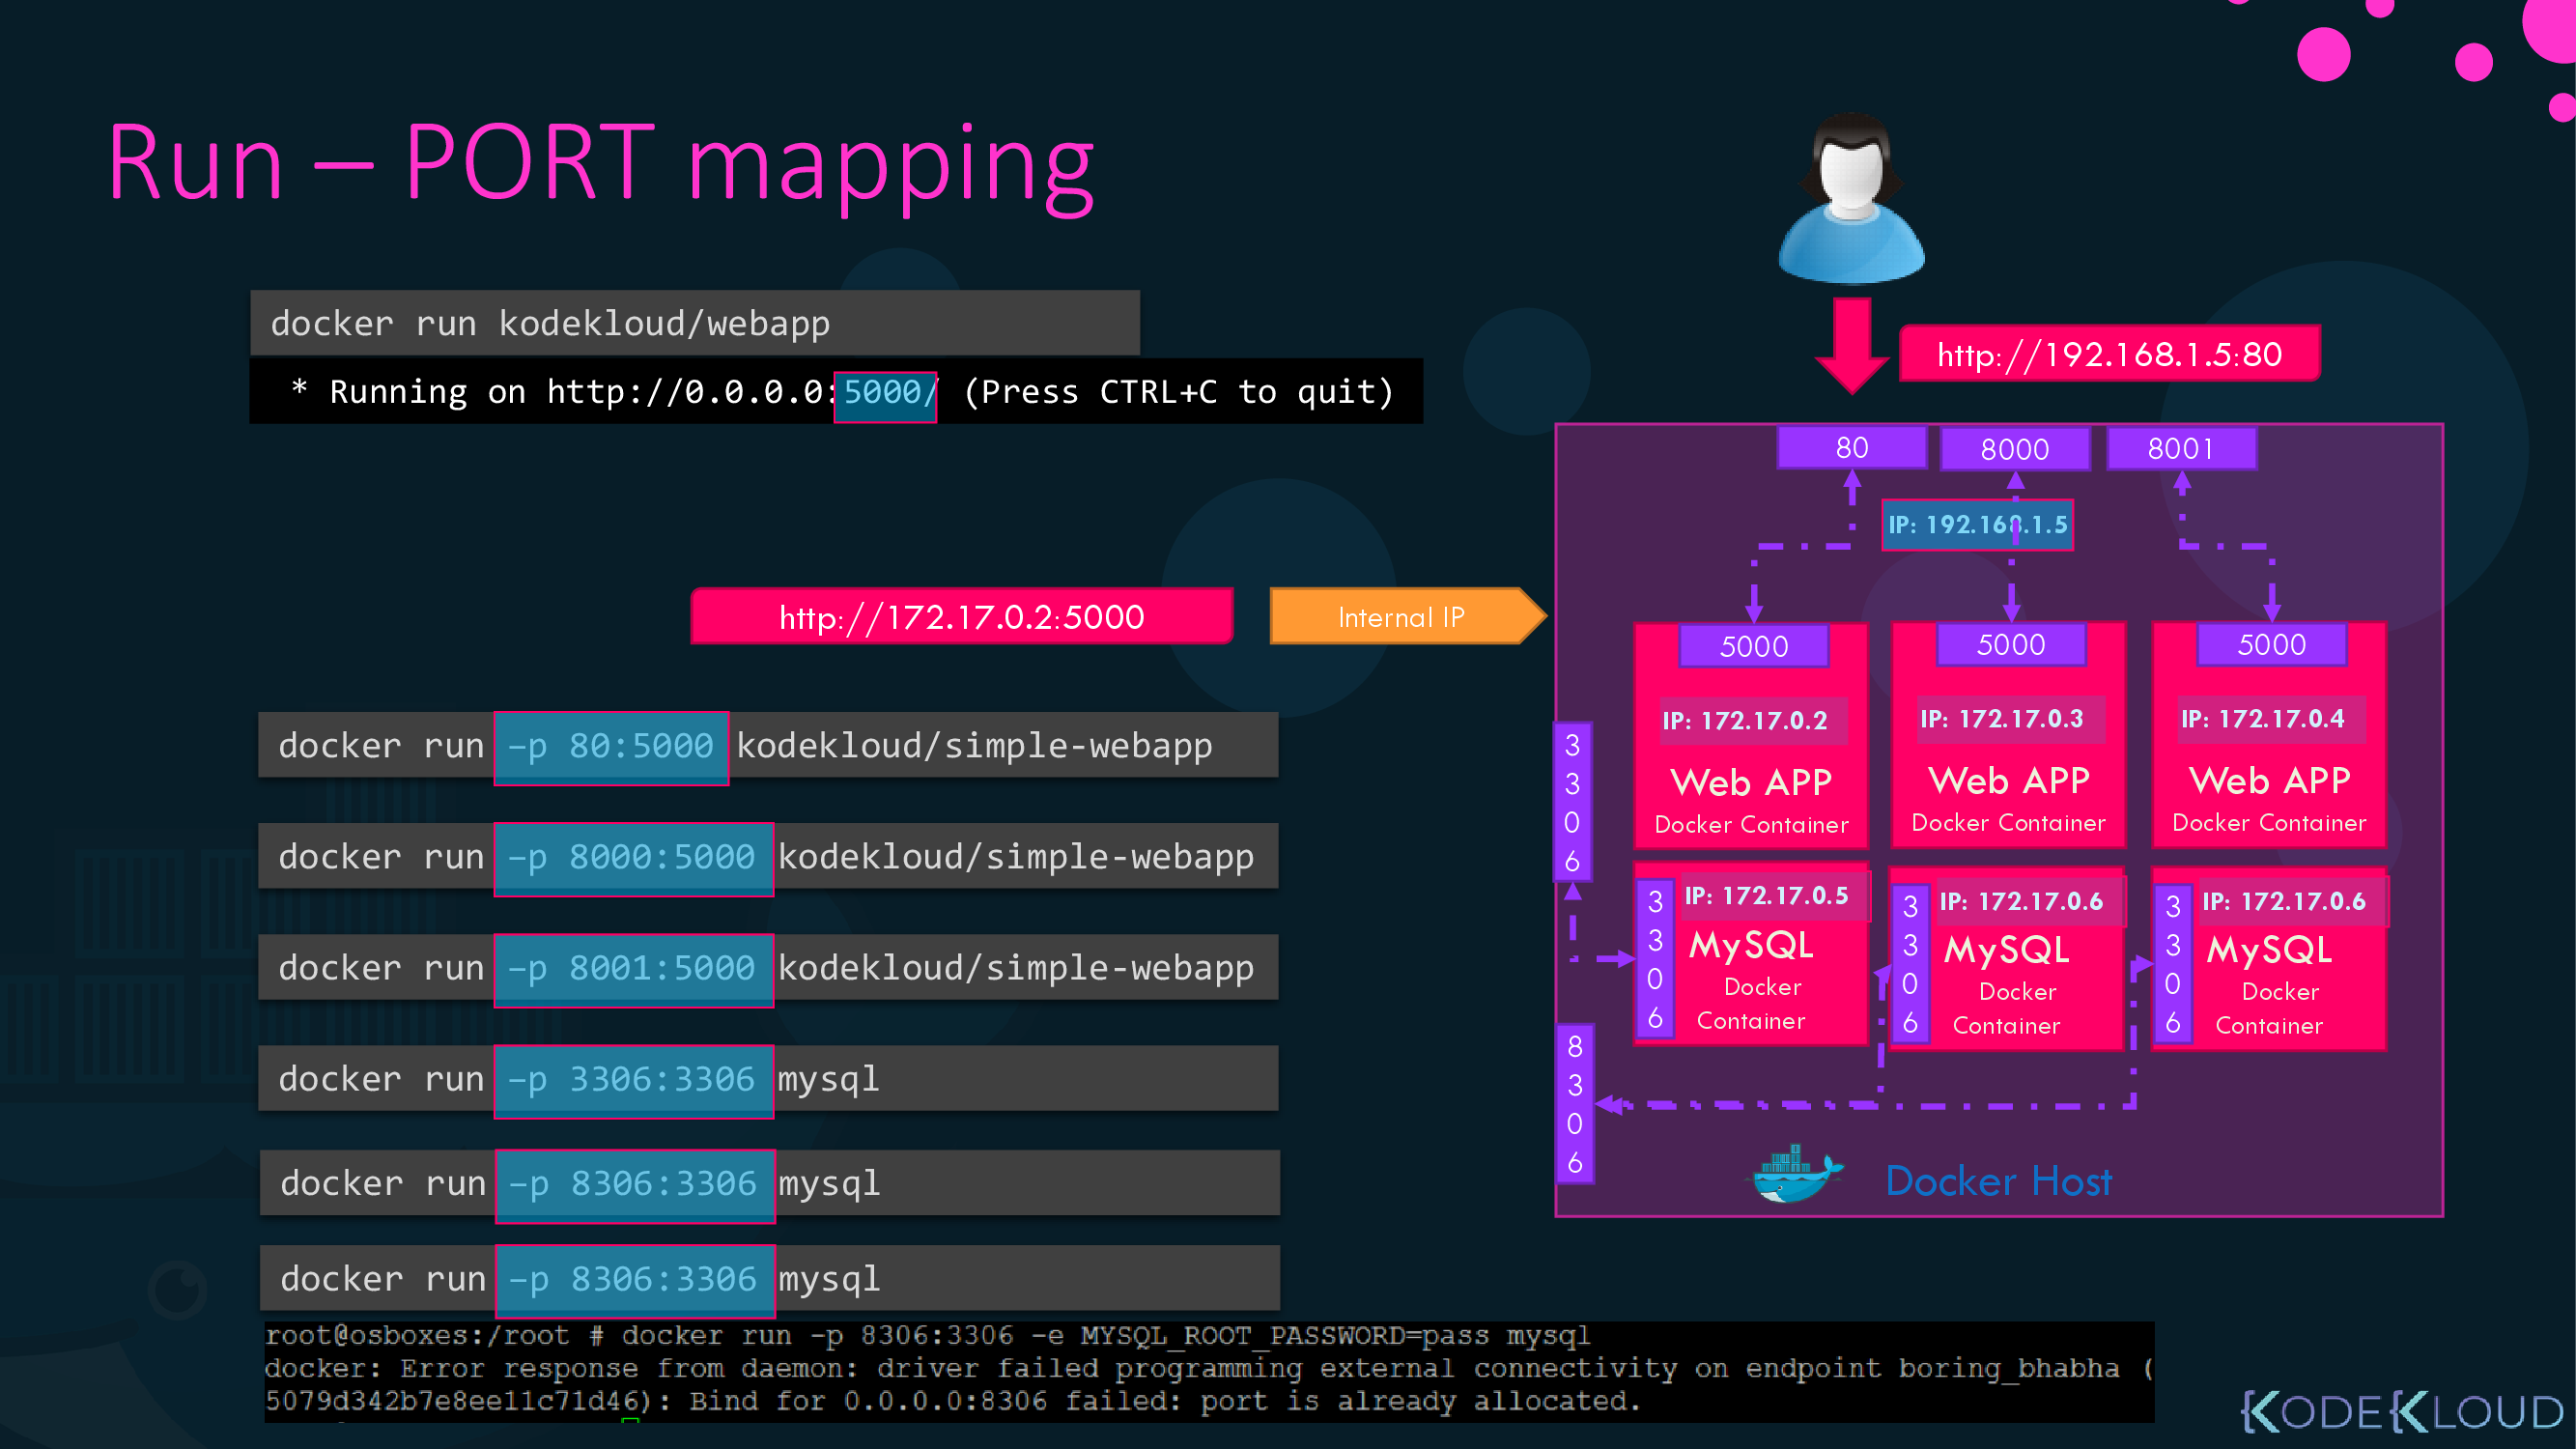 Run – PORT mapping
docker run kodekloud/webapp
* Running on http://0.0.0.0:5000/ (Press CTRL+C to quit)
http://192.168.1.5:80
80
8000
8001
IP: 192.168.1.5
http://172.17.0.2:5000
Internal IP
5000
5000
5000
IP: 172.17.0.2
IP: 172.17.0.3
IP: 172.17.0.4
Web APP
Docker Container
Web APP
Docker Container
Web APP
Docker Container
3306
3306
IP: 172.17.0.5
MySQL
Docker
Container
3306
IP: 172.17.0.6
MySQL
Docker
Container
3306
IP: 172.17.0.6
MySQL
Docker
Container
8306
Docker Host
docker run –p 80:5000 kodekloud/simple-webapp
docker run –p 8000:5000 kodekloud/simple-webapp
docker run –p 8001:5000 kodekloud/simple-webapp
docker run –p 3306:3306 mysql
docker run –p 8306:3306 mysql
docker run –p 8306:3306 mysql
root@osboxes:/root # docker run -p 8306:3306 -e MYSQL_ROOT_PASSWORD=pass mysql
docker: Error response from daemon: driver failed programming external connectivity on endpoint boring_bhabha (
5079d342b7e8ee11c71d46): Bind for 0.0.0.0:8306 failed: port is already allocated.
KODEKLOUD